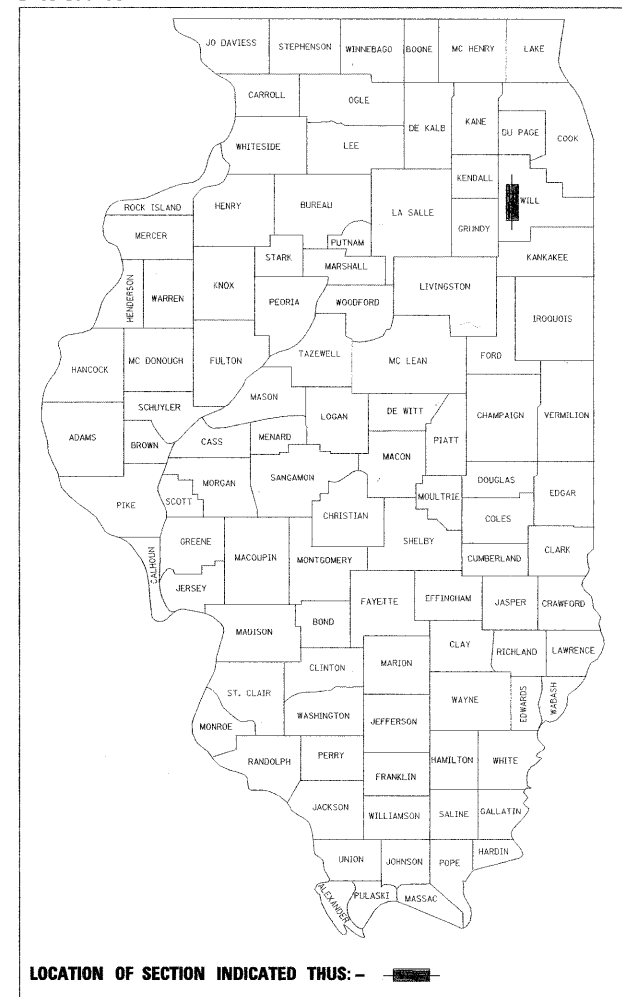 JO DAVIESS STEPHENSON WINNEBAGO BOONE MC HENRY LAKE
CARROLL OGLE DE KALB KANE DU PAGE COOK
WHITESIDE LEE
KENDALL WILL
ROCK ISLAND HENRY BUREAU LA SALLE GRUNDY
MERCER PUTNAM
STARK MARSHALL KANKAKEE
HENDERSON WARREN KNOX PEORIA WOODFORD LIVINGSTON IROQUOIS
HANCOCK MC DONOUGH FULTON TAZEWELL MC LEAN FORD
MASON
SCHUYLER LOGAN DE WITT CHAMPAIGN VERMILION
ADAMS BROWN CASS MENARD MACON PIATT
MORGAN SANGAMON DOUGLAS
PIKE SCOTT CHRISTIAN MOULTRIE COLES EDGAR
GREENE SHELBY
CALHOUN MACOUPIN MONTGOMERY CUMBERLAND CLARK
JERSEY FAYETTE EFFINGHAM JASPER CRAWFORD
MADISON BOND
CLAY RICHLAND LAWRENCE
CLINTON MARION
ST. CLAIR WAYNE EDWARDS WABASH
MONROE WASHINGTON JEFFERSON
RANDOLPH PERRY HAMILTON WHITE
FRANKLIN
JACKSON WILLIAMSON SALINE GALLATIN
UNION JOHNSON POPE HARDIN
ALEXANDER PULASKI MASSAC
LOCATION OF SECTION INDICATED THUS: -